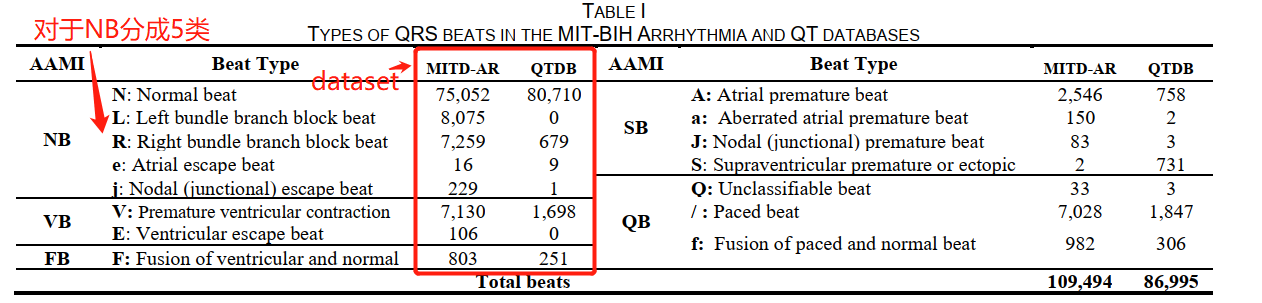 TABLE I
对于NB分成5类
TYPES OF QRS BEATS IN THE MIT-BIH ARRHYTHMIA AND QT DATABASES
AAMI Beat Type MITD-AR QTDB AAMI Beat Type MITD-AR QTDB
dataset
N: Normal beat 75,052 80,710 A: Atrial premature beat 2,546 758
L: Left bundle branch block beat 8,075 0 a: Aberrated atrial premature beat 150 2
NB R: Right bundle branch block beat 7,259 679 SB J: Nodal (junctional) premature beat 83 3
e: Atrial escape beat 16 9 S: Supraventricular premature or ectopic 2 731
j: Nodal (junctional) escape beat 229 1 Q: Unclassifiable beat 33 3
VB V: Premature ventricular contraction 7,130 1,698 QB / : Paced beat 7,028 1,847
E: Ventricular escape beat 106 0 f: Fusion of paced and normal beat 982 306
FB F: Fusion of ventricular and normal 803 251
Total beats 109,494 86,995